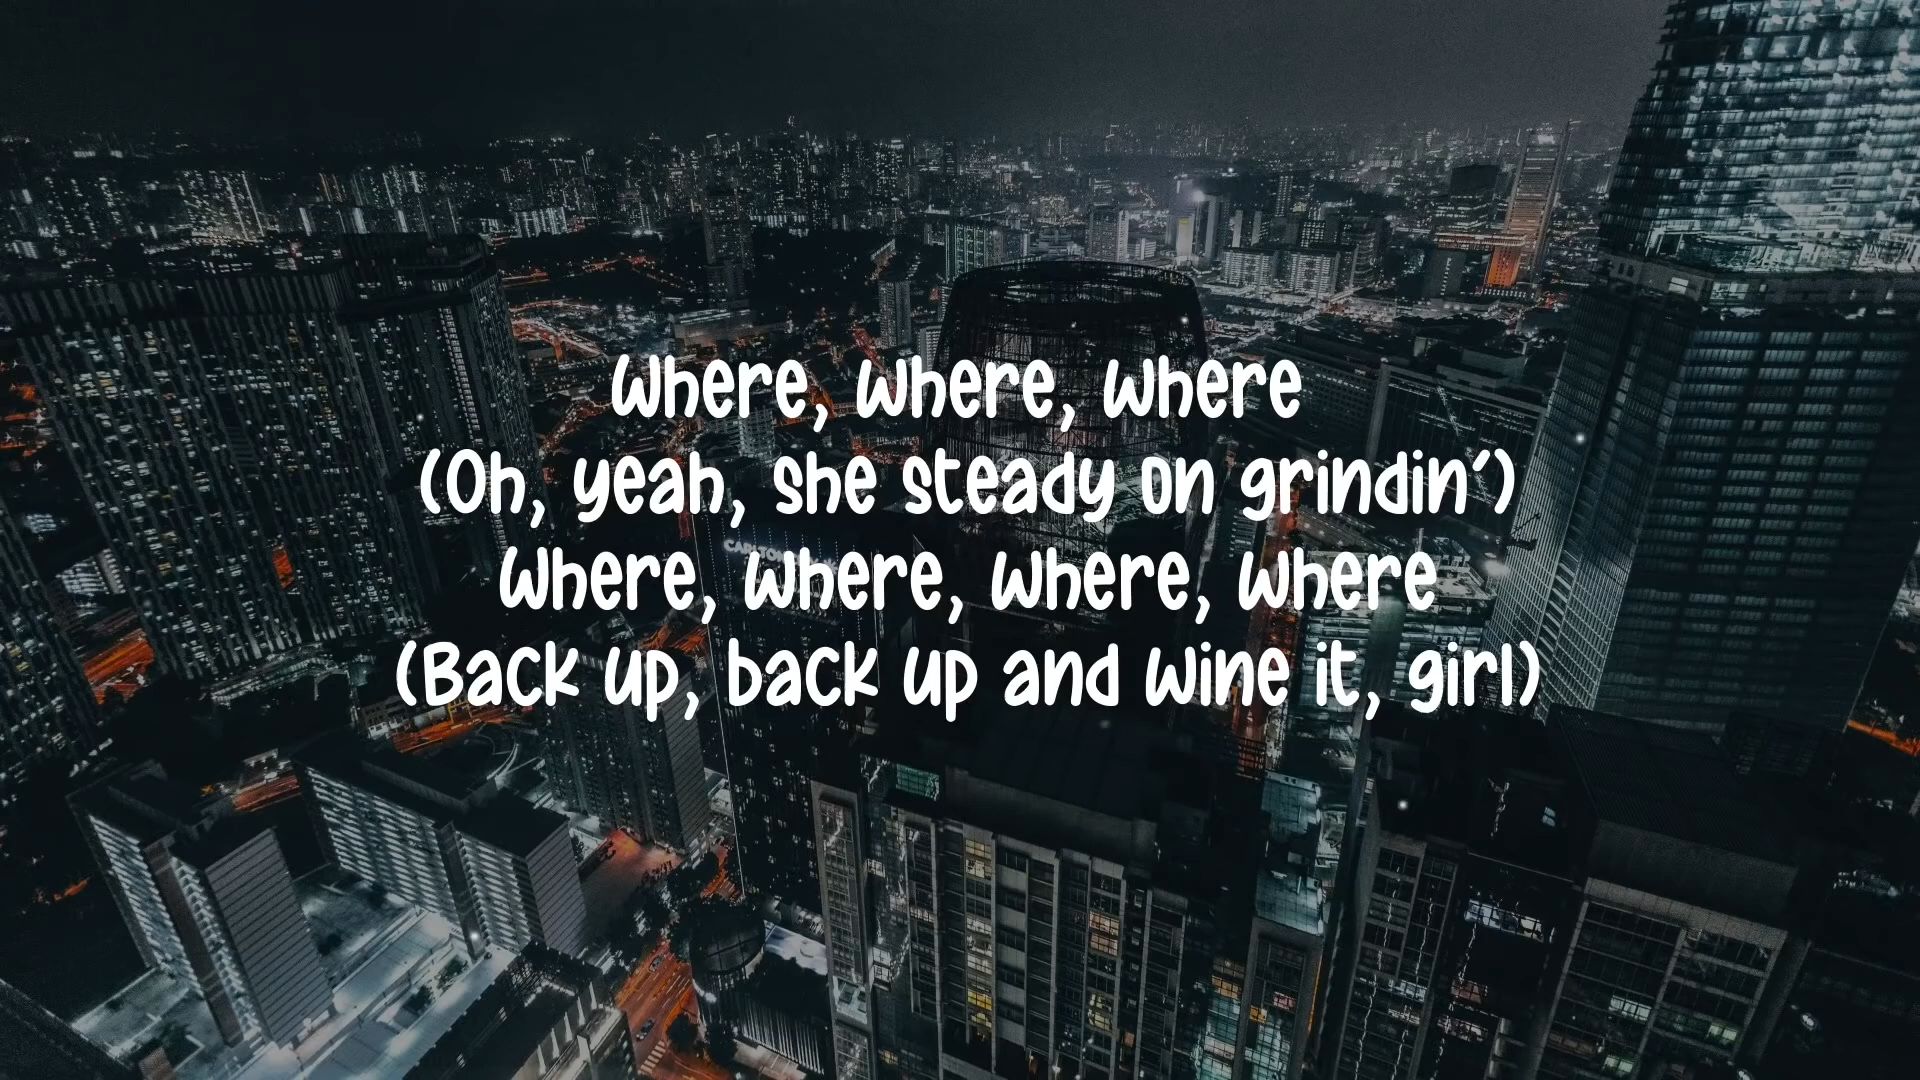 Where, where, where
(Oh, yeah, she steady on grindin')
Where, where, where, where
(Back up, back up and wine it, girl)